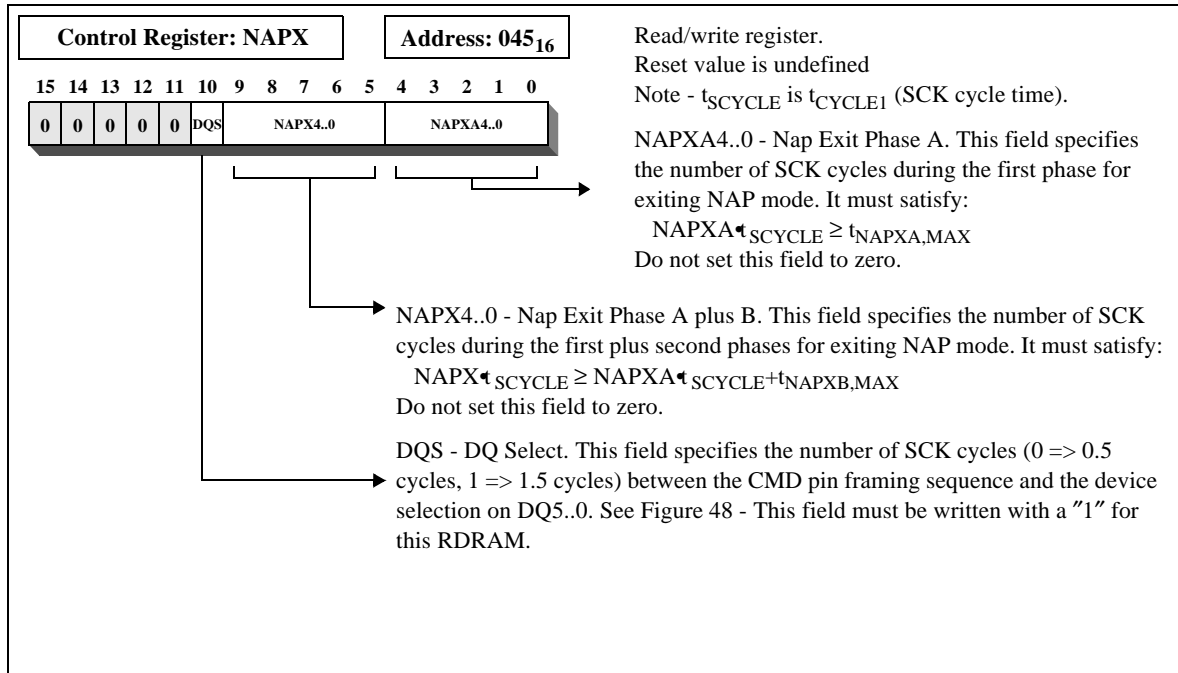 Control Register: NAPX
Address: 045₁₆
15 14 13 12 11 10 9 8 7 6 5 4 3 2 1 0
0 0 0 0 0 DQS NAPX4..0 NAPXA4..0
Read/write register.
Reset value is undefined
Note - tSCYCLE is tCYCLE1 (SCK cycle time).
NAPXA4..0 - Nap Exit Phase A. This field specifies
the number of SCK cycles during the first phase for
exiting NAP mode. It must satisfy:
NAPXA•tSCYCLE ≥ tNAPXA,MAX
Do not set this field to zero.
NAPX4..0 - Nap Exit Phase A plus B. This field specifies the number of SCK
cycles during the first plus second phases for exiting NAP mode. It must satisfy:
NAPX•tSCYCLE ≥ NAPXA•tSCYCLE+tNAPXB,MAX
Do not set this field to zero.
DQS - DQ Select. This field specifies the number of SCK cycles (0 => 0.5
cycles, 1 => 1.5 cycles) between the CMD pin framing sequence and the device
selection on DQ5..0. See Figure 48 - This field must be written with a ″1″ for
this RDRAM.